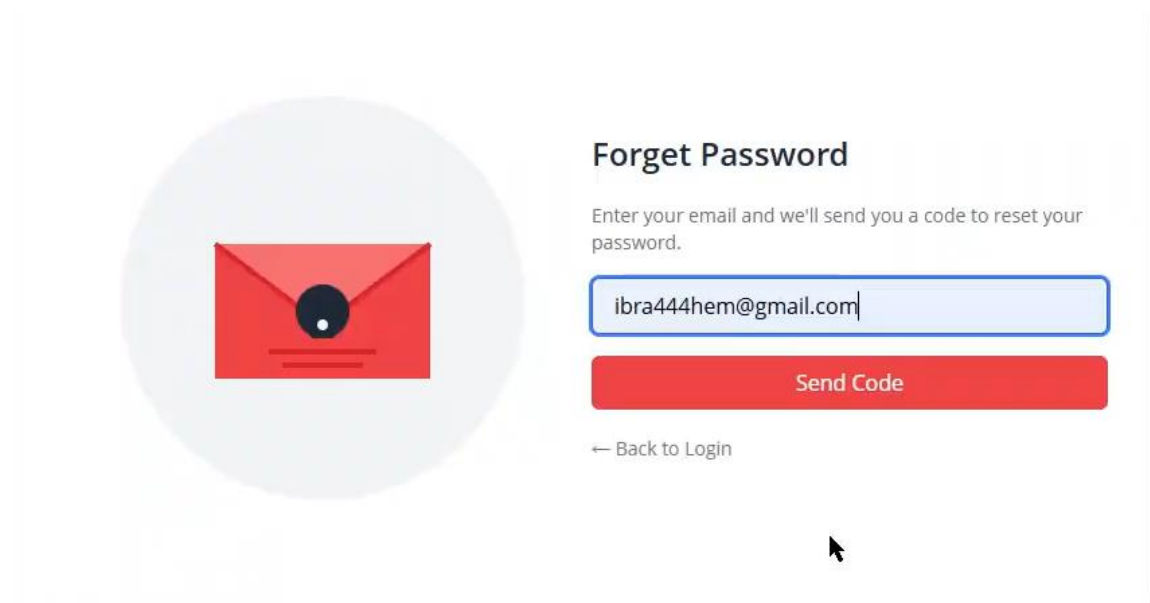 Forget Password
Enter your email and we'll send you a code to reset your
password.
ibra444hem@gmail.com
Send Code
← Back to Login